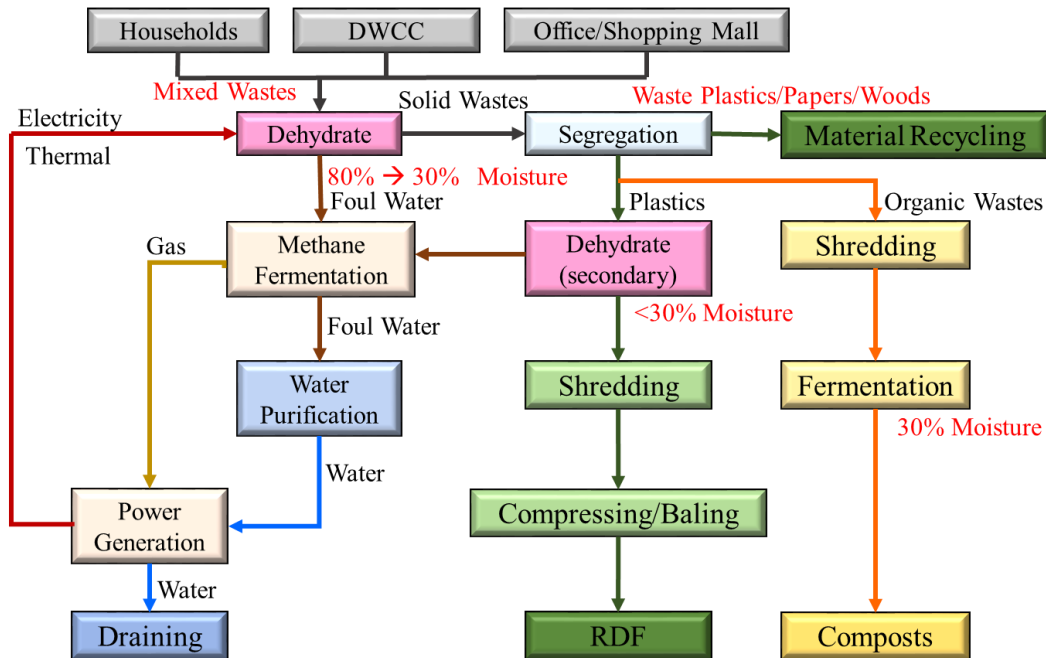 Households
DWCC
Office/Shopping Mall
Mixed Wastes
Solid Wastes
Waste Plastics/Papers/Woods
Electricity
Thermal
Dehydrate
Segregation
Material Recycling
80% → 30% Moisture
Foul Water
Plastics
Organic Wastes
Gas
Methane
Fermentation
Dehydrate
(secondary)
Shredding
Foul Water
<30% Moisture
Water
Purification
Shredding
Fermentation
30% Moisture
Water
Power
Generation
Compressing/Baling
Water
Draining
RDF
Composts